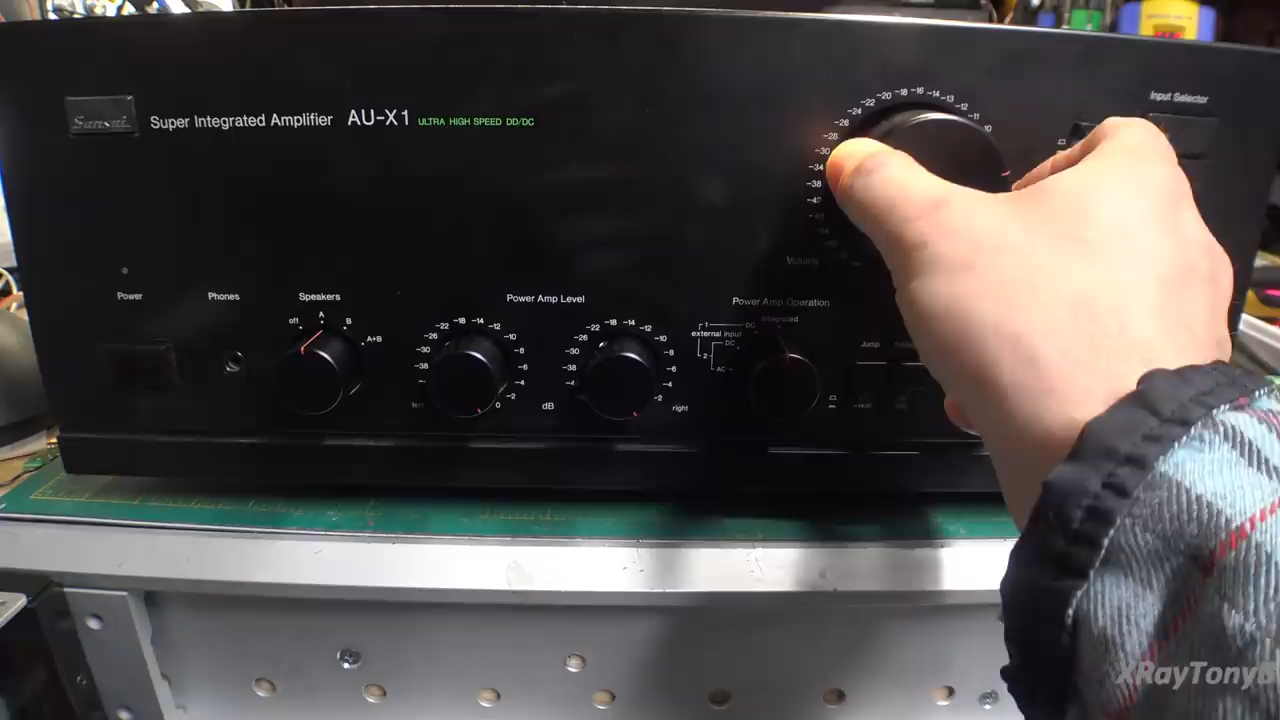 Sansui
Super Integrated Amplifier AU-X1 ULTRA HIGH SPEED DD/DC
Input Selector
-34 -30 -28 -26 -24 -22 -20 -18 -16 -14 -13 -12 -11 10
-38
-42
Volume
Power
Phones
Speakers
off A B A+B
Power Amp Level
-38 -30 -22 -18 -14 -12 -10 -8 -6 -4 -2 0
left
dB
-4 -38 -30 -22 -18 -14 -12 -10 -8 -6 -4 -2
right
Power Amp Operation
Integrated
1 DC
external input
DC
2
AC
Jump
xRayTony